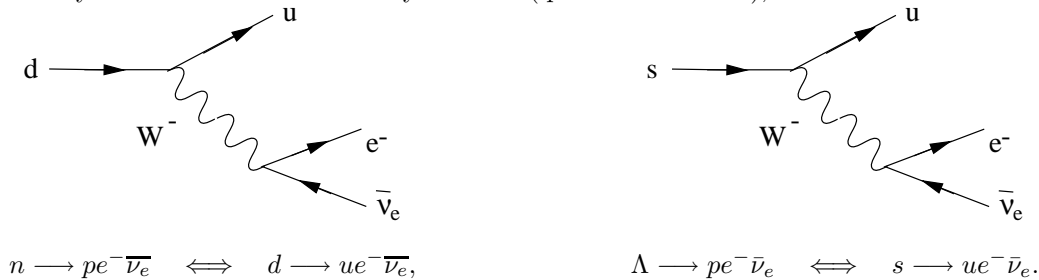 u
d
W⁻
e⁻
ν̄ₑ
u
s
W⁻
e⁻
ν̄ₑ
n ⟶ pe⁻ν̄ₑ ⟺ d ⟶ ue⁻ν̄ₑ,
Λ ⟶ pe⁻ν̄ₑ ⟺ s ⟶ ue⁻ν̄ₑ.